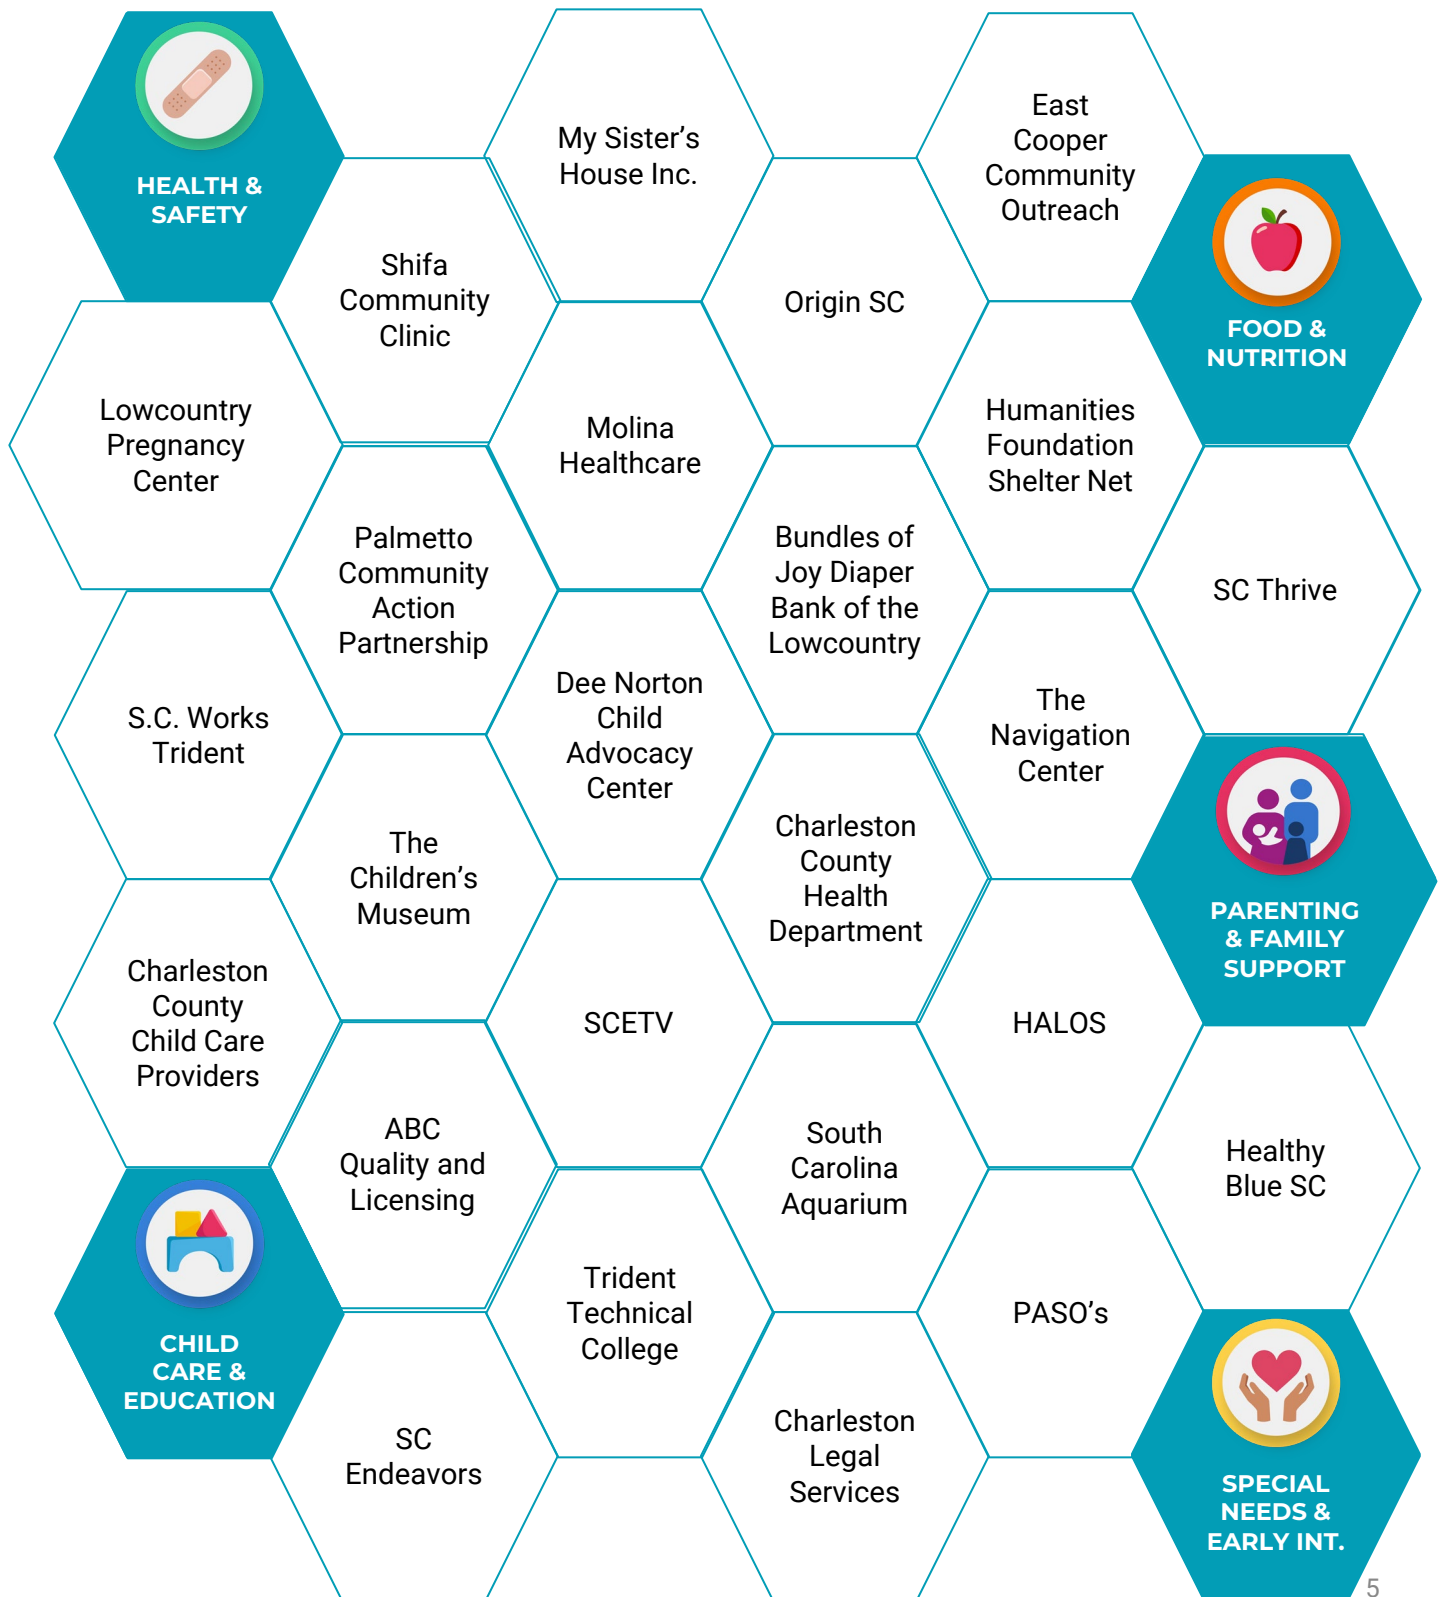 HEALTH &
SAFETY
My Sister’s
House Inc.
East
Cooper
Community
Outreach
Shifa
Community
Clinic
Origin SC
FOOD &
NUTRITION
Lowcountry
Pregnancy
Center
Molina
Healthcare
Humanities
Foundation
Shelter Net
Palmetto
Community
Action
Partnership
Bundles of
Joy Diaper
Bank of the
Lowcountry
SC Thrive
S.C. Works
Trident
Dee Norton
Child
Advocacy
Center
The
Navigation
Center
The
Children’s
Museum
Charleston
County
Health
Department
PARENTING
& FAMILY
SUPPORT
Charleston
County
Child Care
Providers
SCETV
HALOS
ABC
Quality and
Licensing
South
Carolina
Aquarium
Healthy
Blue SC
CHILD
CARE &
EDUCATION
Trident
Technical
College
PASO’s
SC
Endeavors
Charleston
Legal
Services
SPECIAL
NEEDS &
EARLY INT.
5